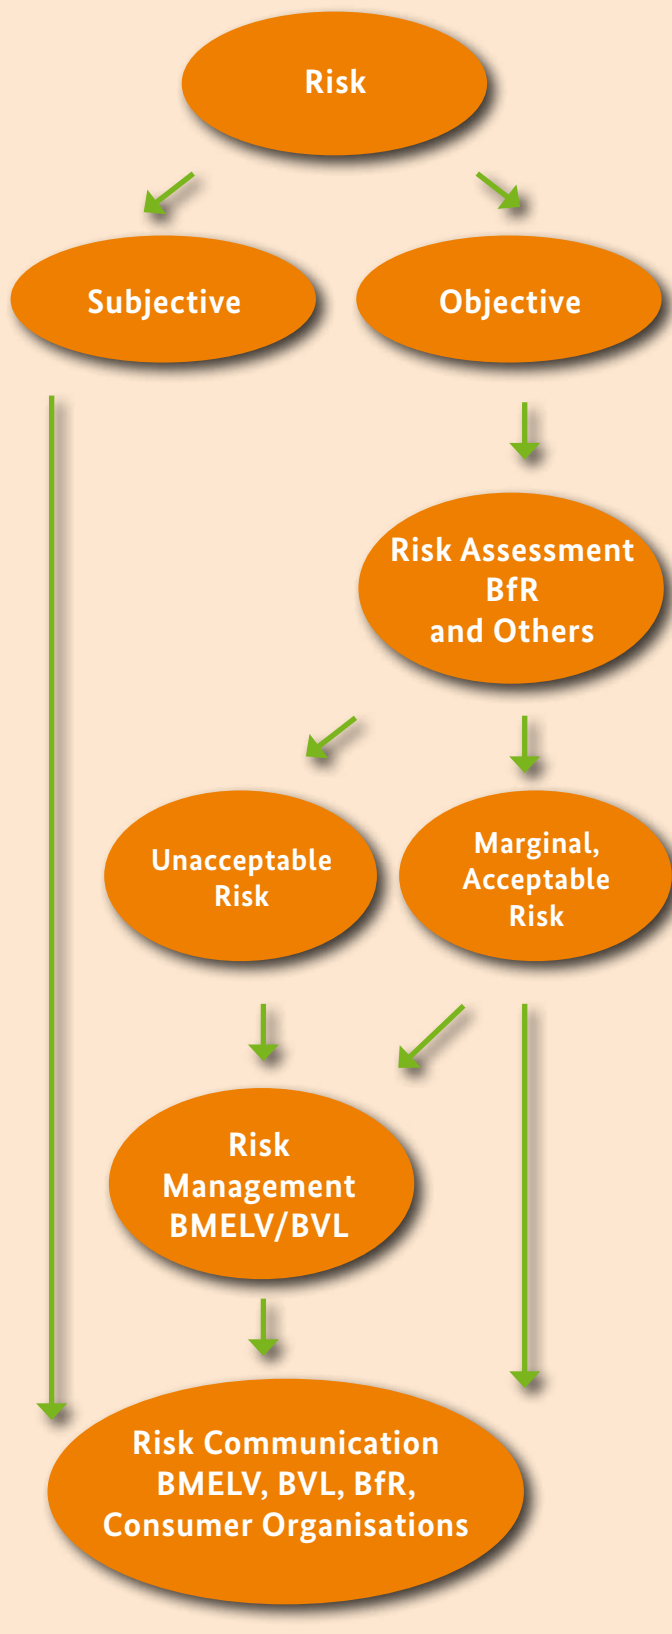 Risk
Subjective
Objective
Risk Assessment
BfR
and Others
Unacceptable
Risk
Marginal,
Acceptable
Risk
Risk
Management
BMELV/BVL
Risk Communication
BMELV, BVL, BfR,
Consumer Organisations